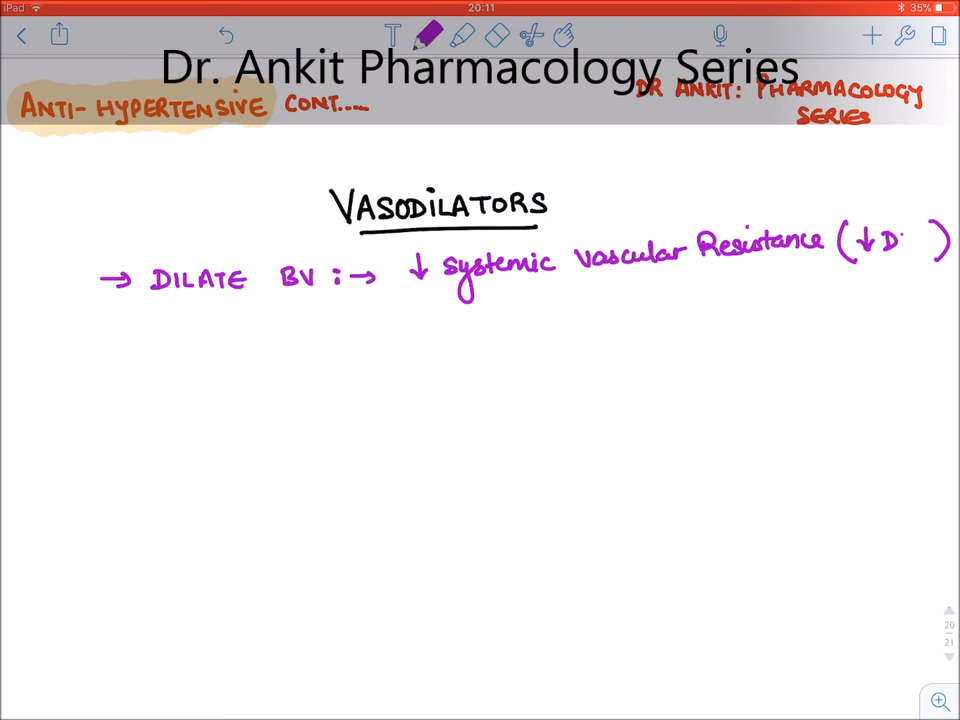 iPad 20:11 35%
T
Dr. Ankit Pharmacology Series
ANTI-HYPERTENSIVE CONT..... DR ANKIT: PHARMACOLOGY
SERIES
VASODILATORS
→ DILATE BV :→ ↓ Systemic Vascular Resistance (↓ D )
20
21